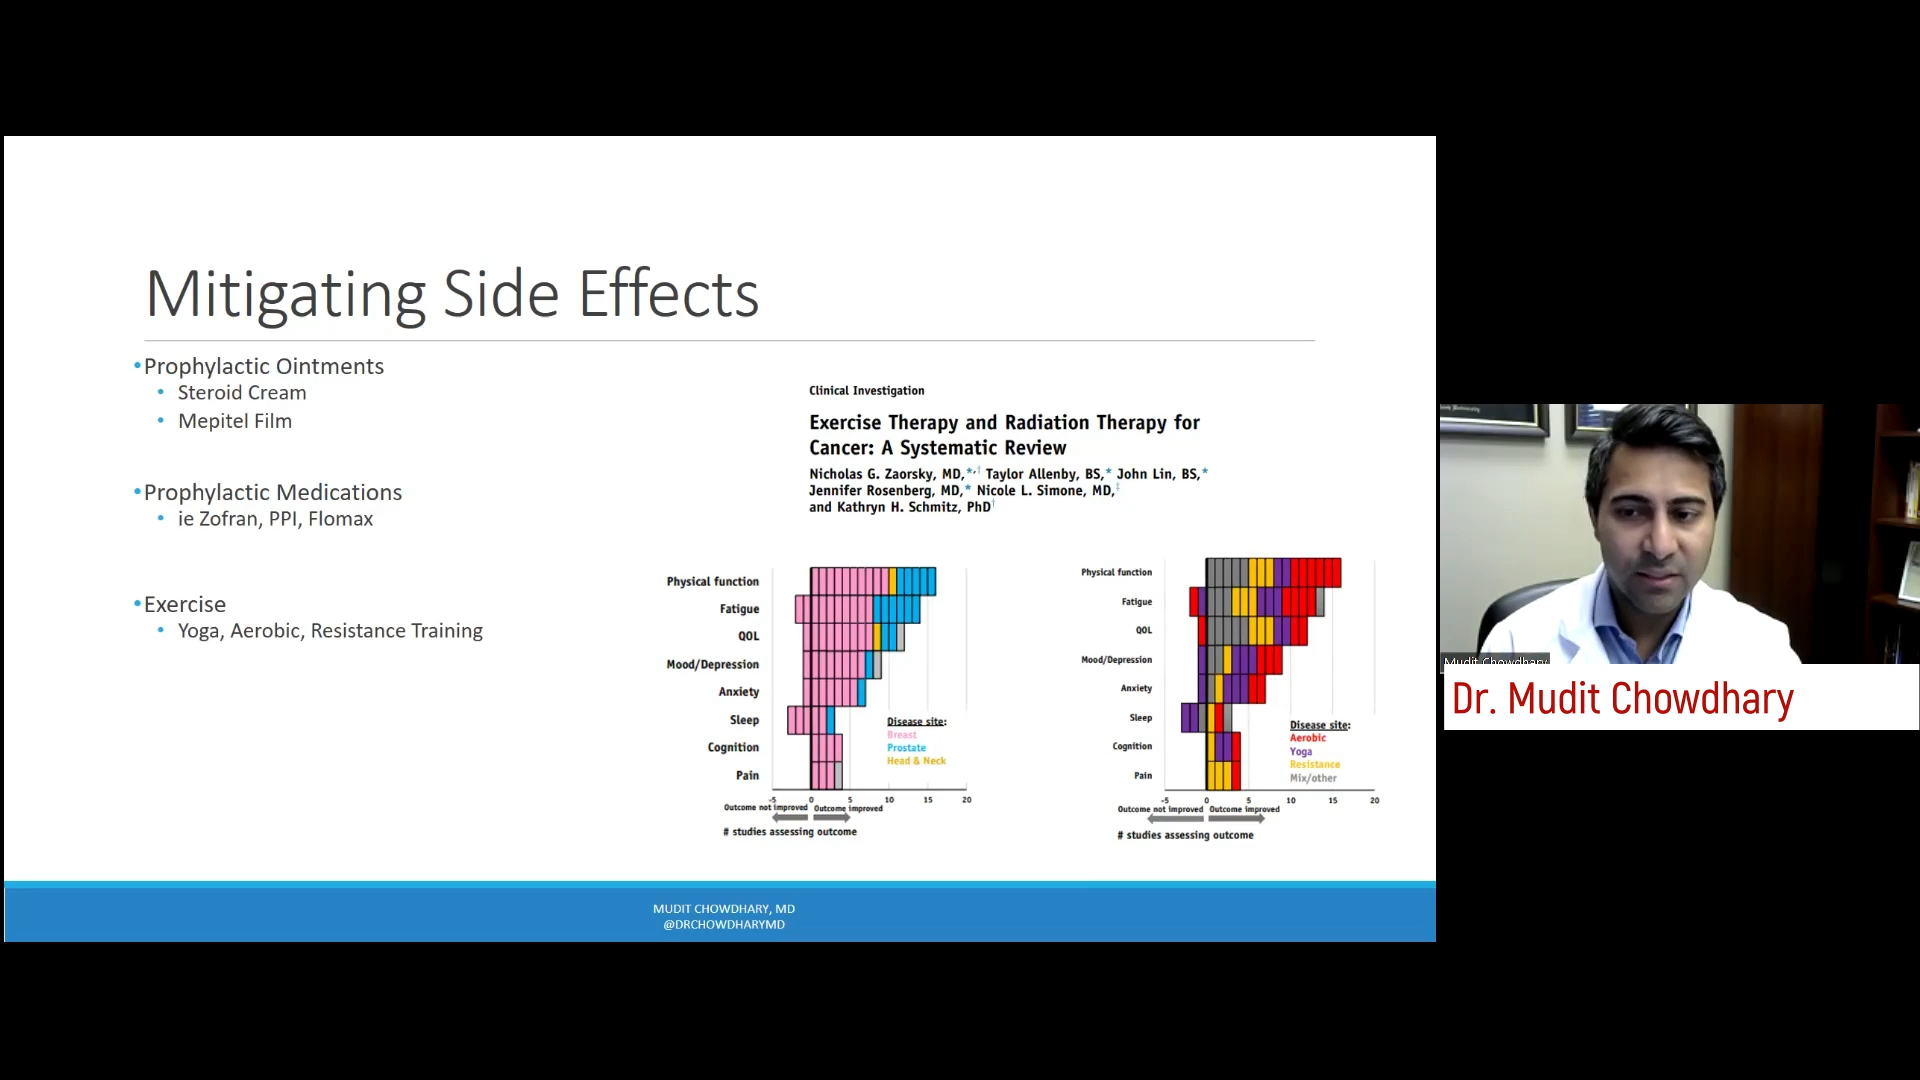 Mitigating Side Effects
•Prophylactic Ointments
• Steroid Cream
• Mepitel Film
•Prophylactic Medications
• ie Zofran, PPI, Flomax
•Exercise
• Yoga, Aerobic, Resistance Training
Clinical Investigation
Exercise Therapy and Radiation Therapy for
Cancer: A Systematic Review
Nicholas G. Zaorsky, MD,*,† Taylor Allenby, BS,* John Lin, BS,*
Jennifer Rosenberg, MD,* Nicole L. Simone, MD,‡
and Kathryn H. Schmitz, PhD†
Physical function
Fatigue
QOL
Mood/Depression
Anxiety
Sleep
Cognition
Pain
Disease site:
Breast
Prostate
Head & Neck
-5 0 5 10 15 20
Outcome not improved Outcome improved
# studies assessing outcome
Physical function
Fatigue
QOL
Mood/Depression
Anxiety
Sleep
Cognition
Pain
Disease site:
Aerobic
Yoga
Resistance
Mix/other
-5 0 5 10 15 20
Outcome not improved Outcome improved
# studies assessing outcome
MUDIT CHOWDHARY, MD
@DRCHOWDHARYMD
Mudit Chowdhary
Dr. Mudit Chowdhary